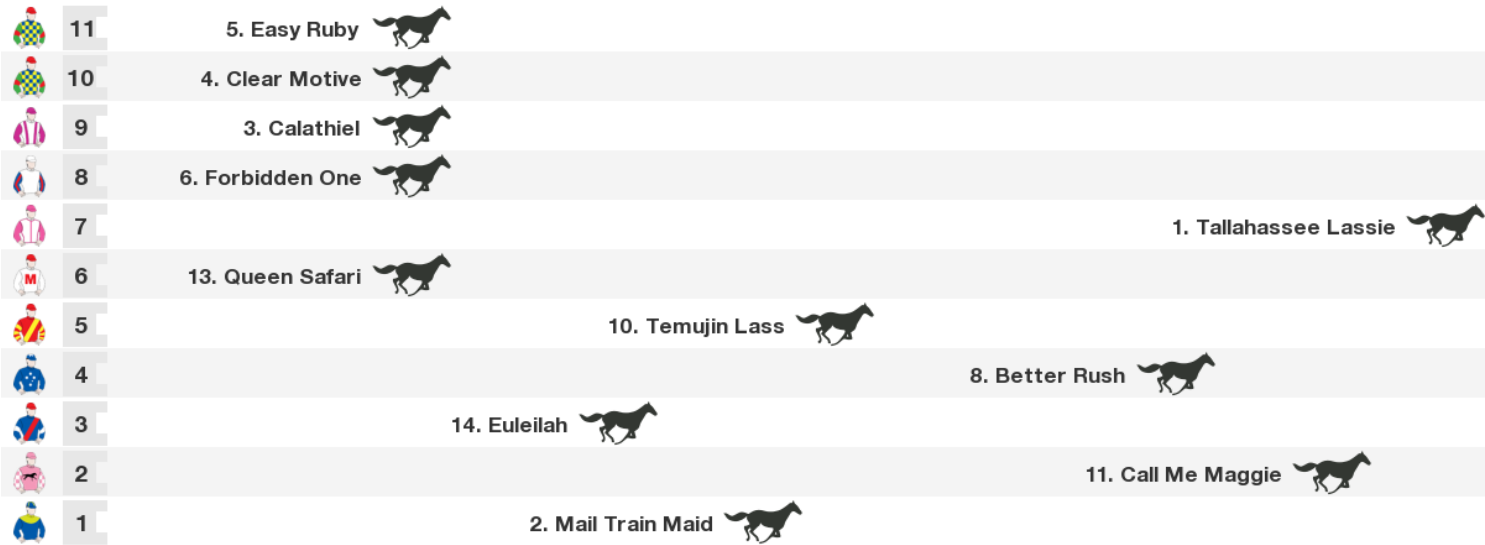 11 5. Easy Ruby
10 4. Clear Motive
9 3. Calathiel
8 6. Forbidden One
7 1. Tallahassee Lassie
M 6 13. Queen Safari
5 10. Temujin Lass
4 8. Better Rush
3 14. Euleilah
2 11. Call Me Maggie
1 2. Mail Train Maid